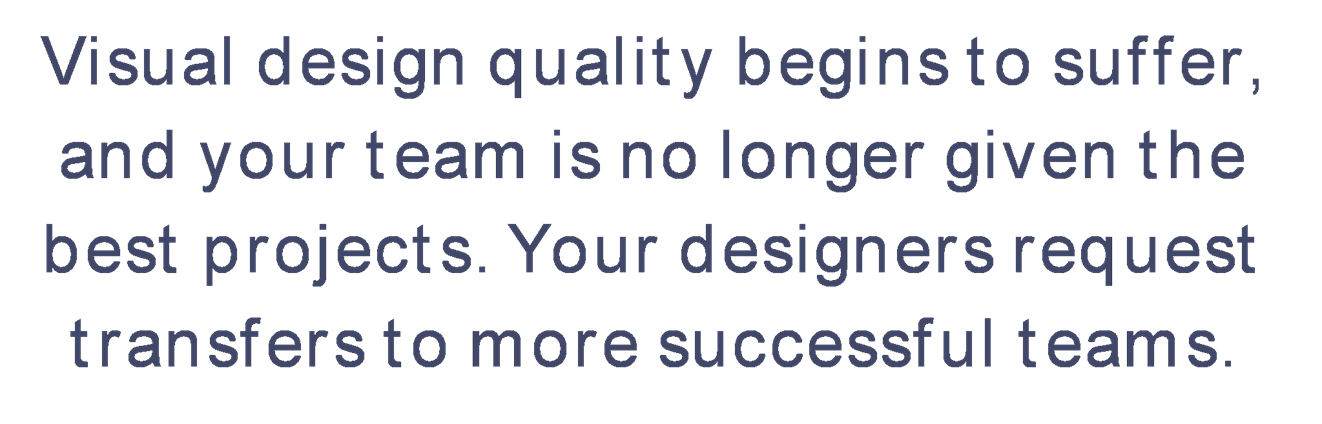 Visual design quality begins to suffer,
and your team is no longer given the
best projects. Your designers request
transfers to more successful teams.